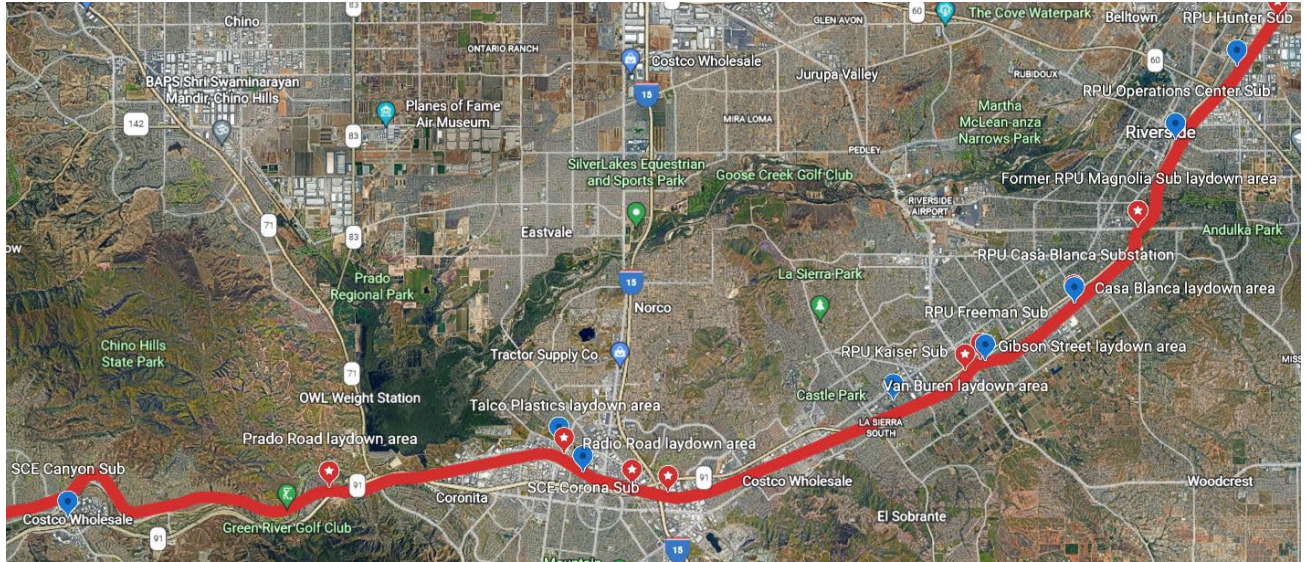 Chino
83
60
The Cove Waterpark
Belltown
RPU Hunter Sub
GLEN AVON
ONTARIO RANCH
Costco Wholesale
Jurupa Valley
60
RUBIDOUX
BAPS Shri Swaminarayan
Mandir, Chino Hills
15
RPU Operations Center Sub
Planes of Fame
Air Museum
Martha
McLean-anza
Narrows Park
142
83
MIRA LOMA
Riverside
PEDLEY
SilverLakes Equestrian
and Sports Park
Goose Creek Golf Club
Former RPU Magnolia Sub laydown area
RIVERSIDE
AIRPORT
71
83
Eastvale
Andulka Park
RPU Casa Blanca Substation
Prado
Regional Park
La Sierra Park
15
Casa Blanca laydown area
Norco
RPU Freeman Sub
Chino Hills
State Park
Tractor Supply Co
RPU Kaiser Sub
Gibson Street laydown area
71
Van Buren laydown area
OWL Weight Station
Castle Park
Talco Plastics laydown area
LA SIERRA
SOUTH
Prado Road laydown area
Radio Road laydown area
SCE Canyon Sub
91
91
Costco Wholesale
Woodcrest
SCE Corona Sub
Coronita
Costco Wholesale
El Sobrante
Green River Golf Club
91
15